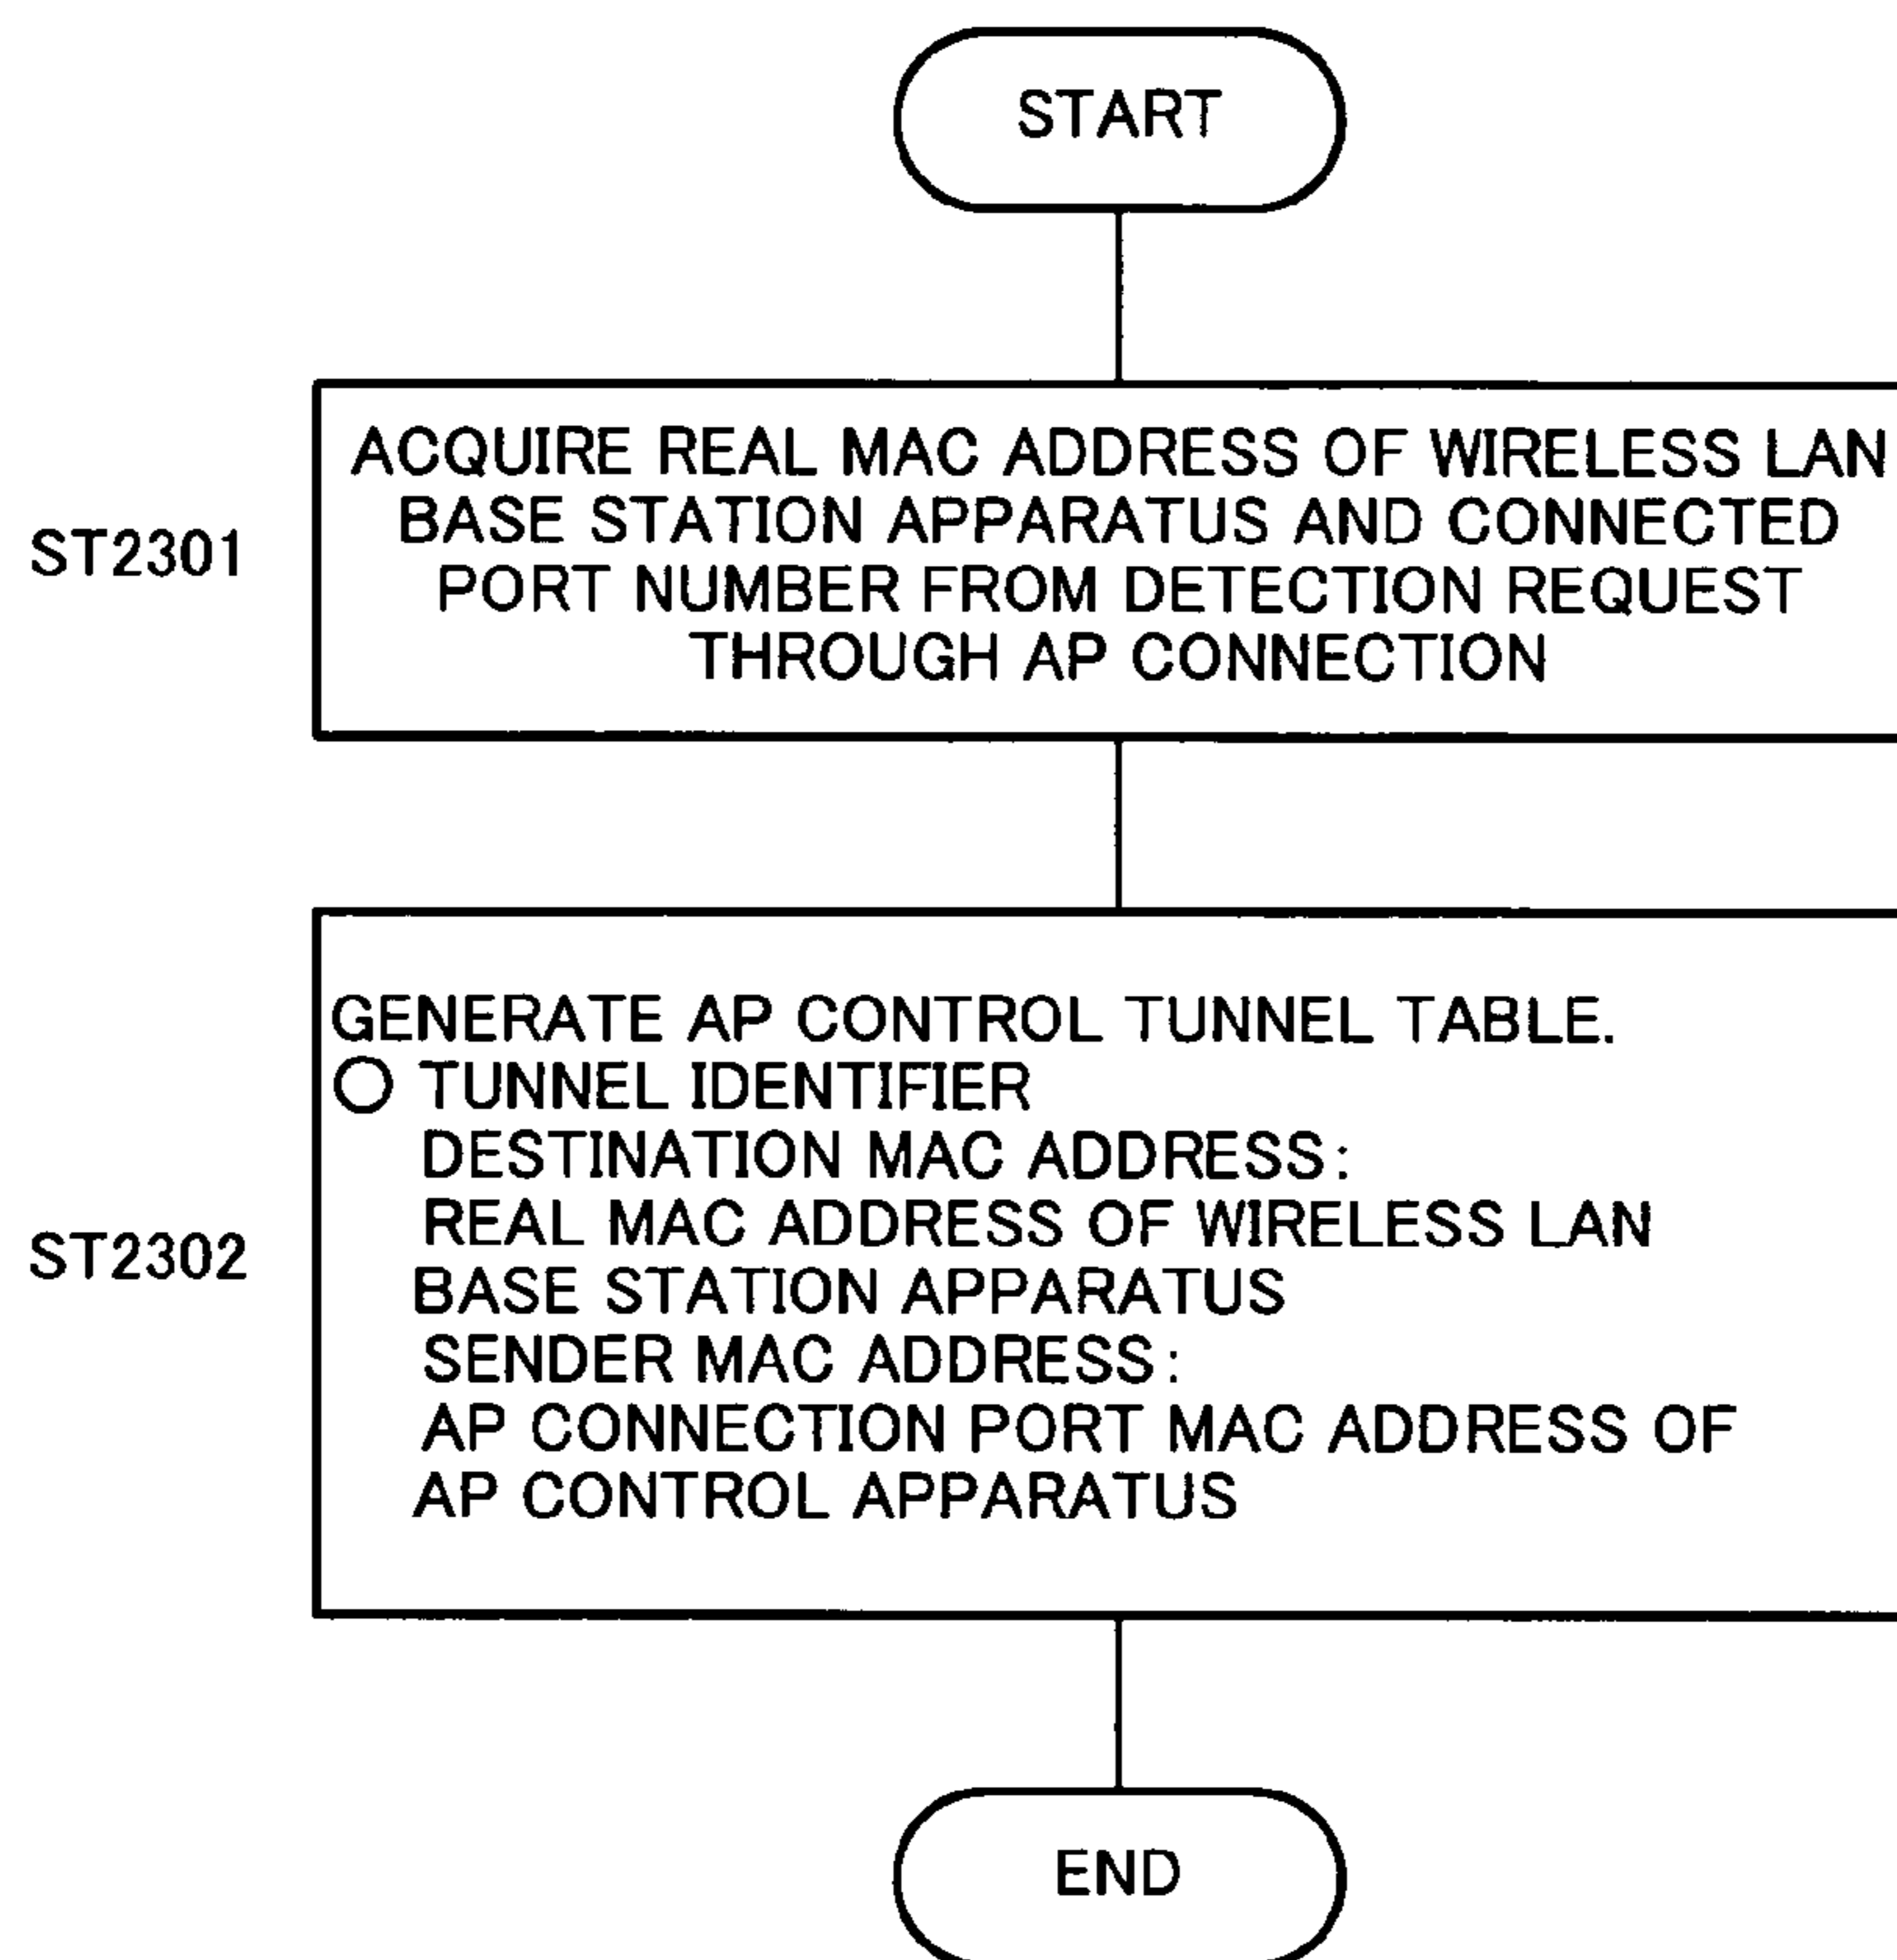 START
ACQUIRE REAL MAC ADDRESS OF WIRELESS LAN
BASE STATION APPARATUS AND CONNECTED
PORT NUMBER FROM DETECTION REQUEST
THROUGH AP CONNECTION
ST2301
GENERATE AP CONTROL TUNNEL TABLE.
○ TUNNEL IDENTIFIER
DESTINATION MAC ADDRESS:
REAL MAC ADDRESS OF WIRELESS LAN
BASE STATION APPARATUS
SENDER MAC ADDRESS:
AP CONNECTION PORT MAC ADDRESS OF
AP CONTROL APPARATUS
ST2302
END